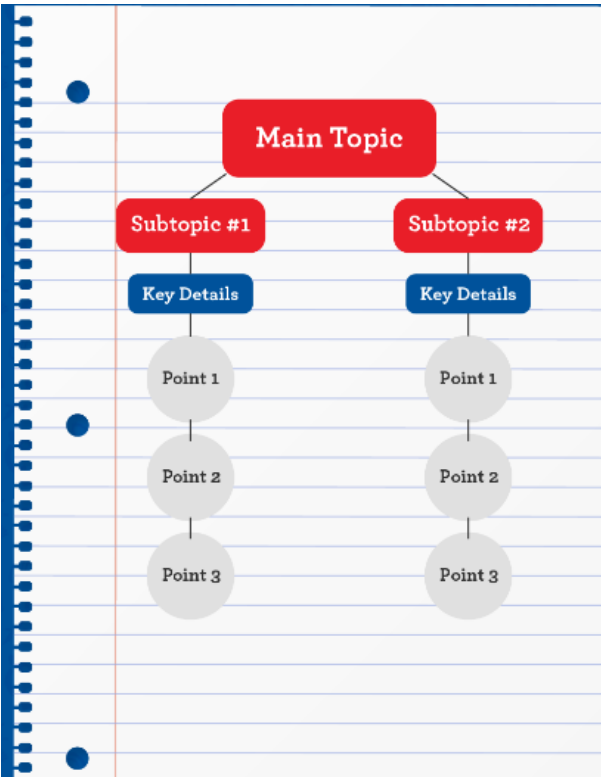 Main Topic
Subtopic #1
Subtopic #2
Key Details
Key Details
Point 1
Point 1
Point 2
Point 2
Point 3
Point 3